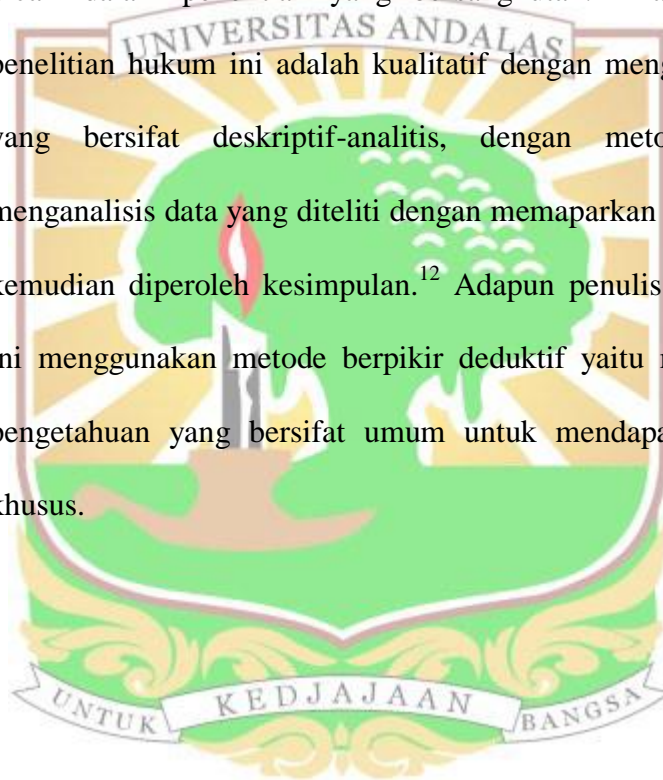 penelitian yang
UNIVERSITAS ANDALAS
penelitian hukum ini adalah kualitatif dengan meng
yang bersifat deskriptif-analitis, dengan meto
menganalisis data yang diteliti dengan memaparkan
kemudian diperoleh kesimpulan.12 Adapun penulis
ini menggunakan metode berpikir deduktif yaitu
pengetahuan yang bersifat umum untuk mendapa
khusus.
UNTUK KEDJAJAAN BANGSA